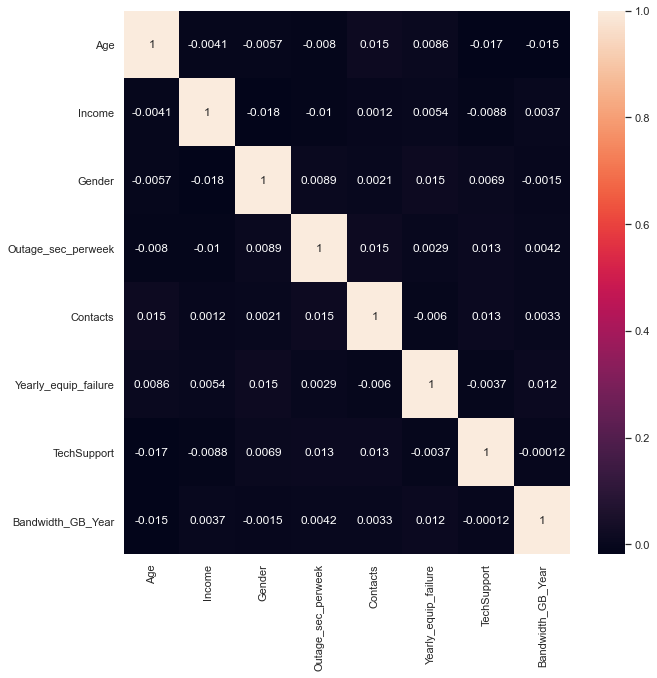 1.0
Age 1 -0.0041 -0.0057 -0.008 0.015 0.0086 -0.017 -0.015
0.8
Income -0.0041 1 -0.018 -0.01 0.0012 0.0054 -0.0088 0.0037
Gender -0.0057 -0.018 1 0.0089 0.0021 0.015 0.0069 -0.0015
0.6
Outage_sec_perweek -0.008 -0.01 0.0089 1 0.015 0.0029 0.013 0.0042
0.4
Contacts 0.015 0.0012 0.0021 0.015 1 -0.006 0.013 0.0033
Yearly_equip_failure 0.0086 0.0054 0.015 0.0029 -0.006 1 -0.0037 0.012
0.2
TechSupport -0.017 -0.0088 0.0069 0.013 0.013 -0.0037 1 -0.00012
Bandwidth_GB_Year -0.015 0.0037 -0.0015 0.0042 0.0033 0.012 -0.00012 1
0.0
Age
Income
Gender
Outage_sec_perweek
Contacts
Yearly_equip_failure
TechSupport
Bandwidth_GB_Year